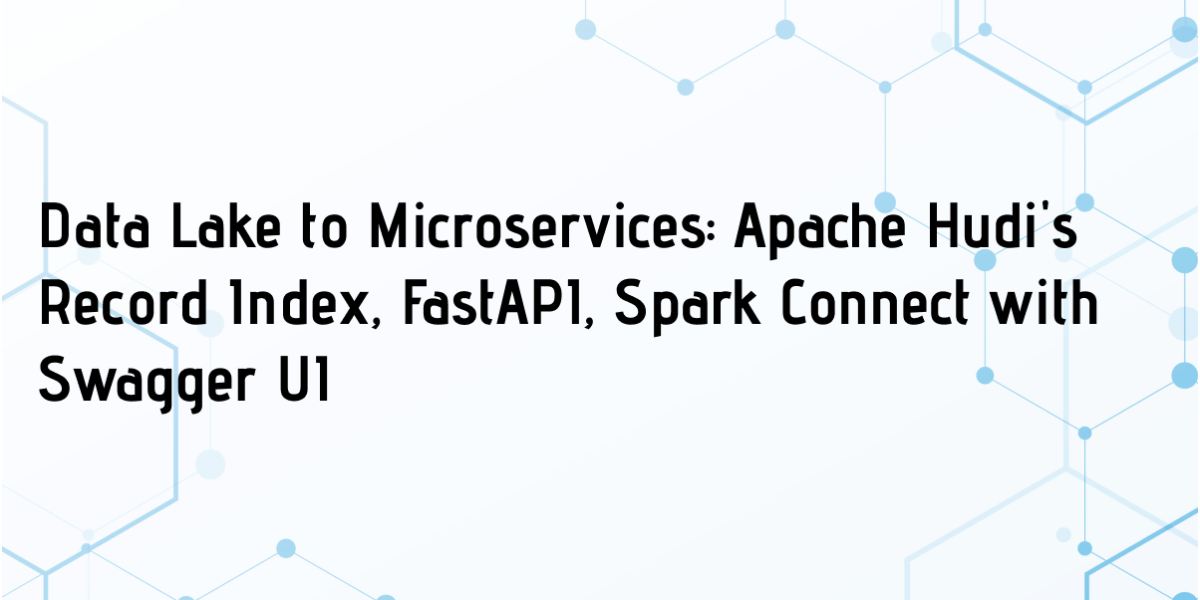 Data Lake to Microservices: Apache Hudi's
Record Index, FastAPI, Spark Connect with
Swagger UI